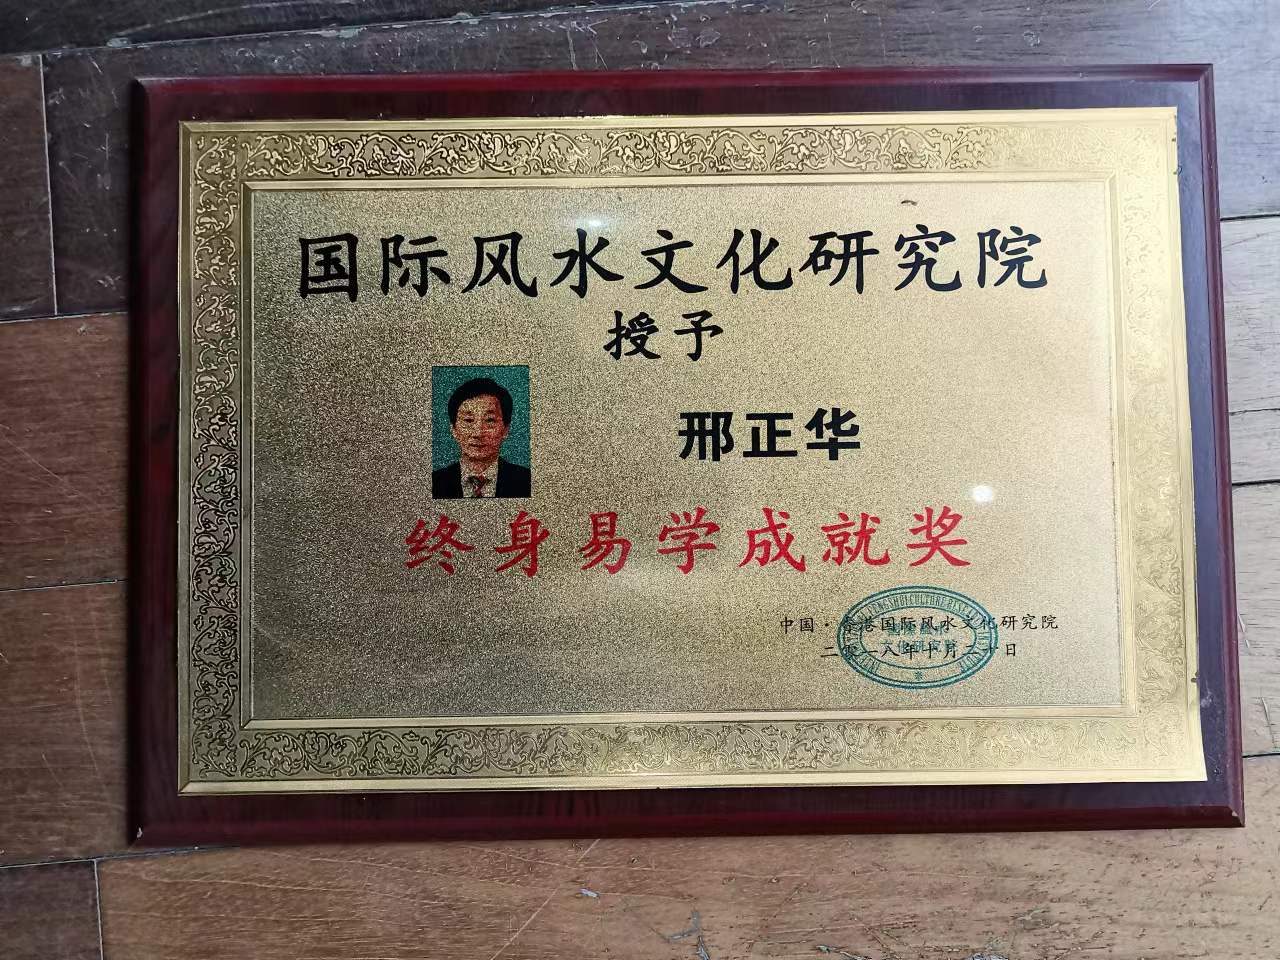 国际风水文化研究院
授予
邢正华
终身易学成就奖
中国·香港国际风水文化研究院
二零一八年十月二十日